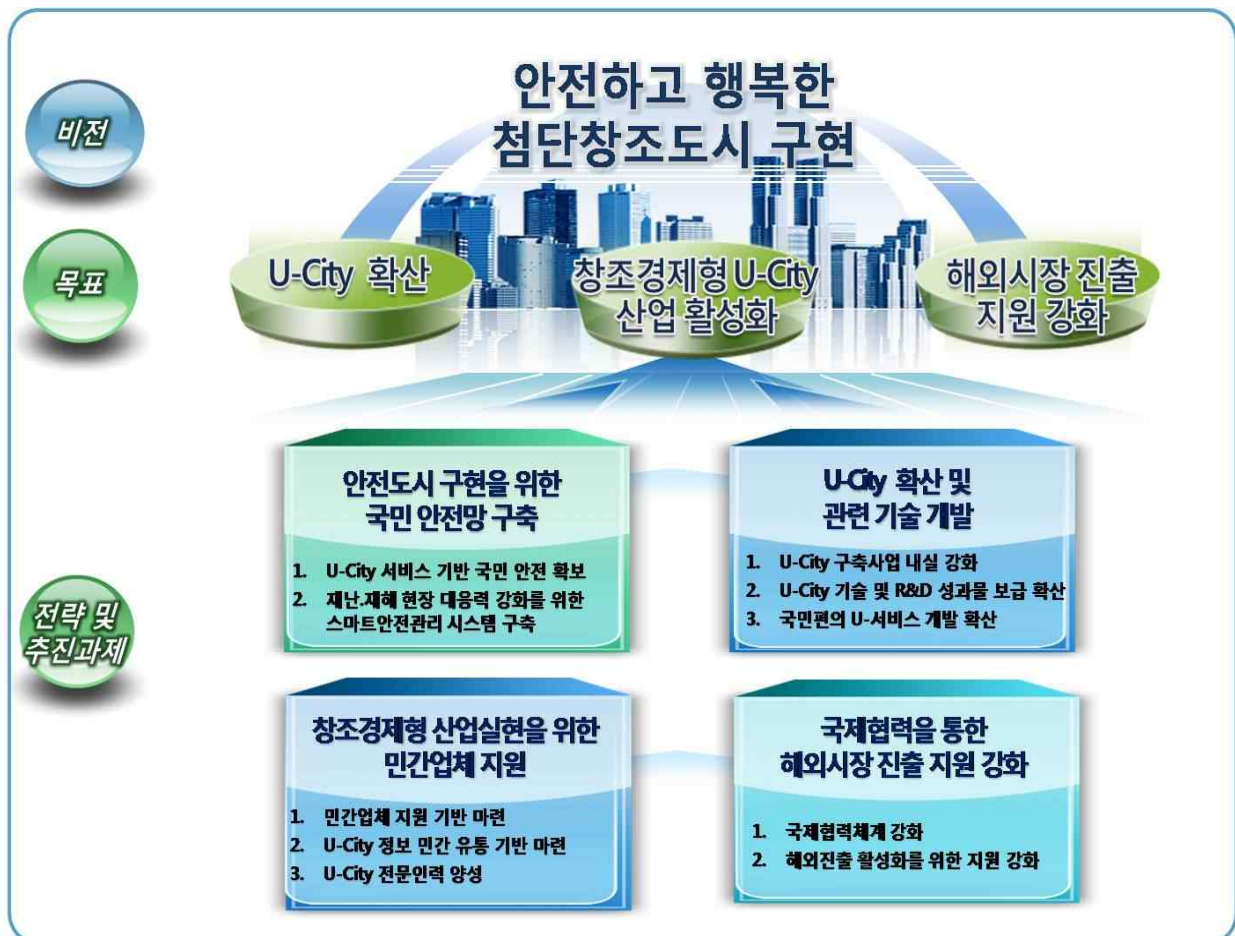 비전
안전하고 행복한
첨단창조도시 구현
목표
U-City 확산
창조경제형 U-City
산업 활성화
해외시장 진출
지원 강화
전략 및
추진과제
안전도시 구현을 위한
국민 안전망 구축
1. U-City 서비스 기반 국민 안전 확보
2. 재난.재해 현장 대응력 강화를 위한
스마트안전관리 시스템 구축
U-City 확산 및
관련 기술 개발
1. U-City 구축사업 내실 강화
2. U-City 기술 및 R&D 성과물 보급 확산
3. 국민편의 U-서비스 개발 확산
창조경제형 산업실현을 위한
민간업체 지원
1. 민간업체 지원 기반 마련
2. U-City 정보 민간 유통 기반 마련
3. U-City 전문인력 양성
국제협력을 통한
해외시장 진출 지원 강화
1. 국제협력체계 강화
2. 해외진출 활성화를 위한 지원 강화